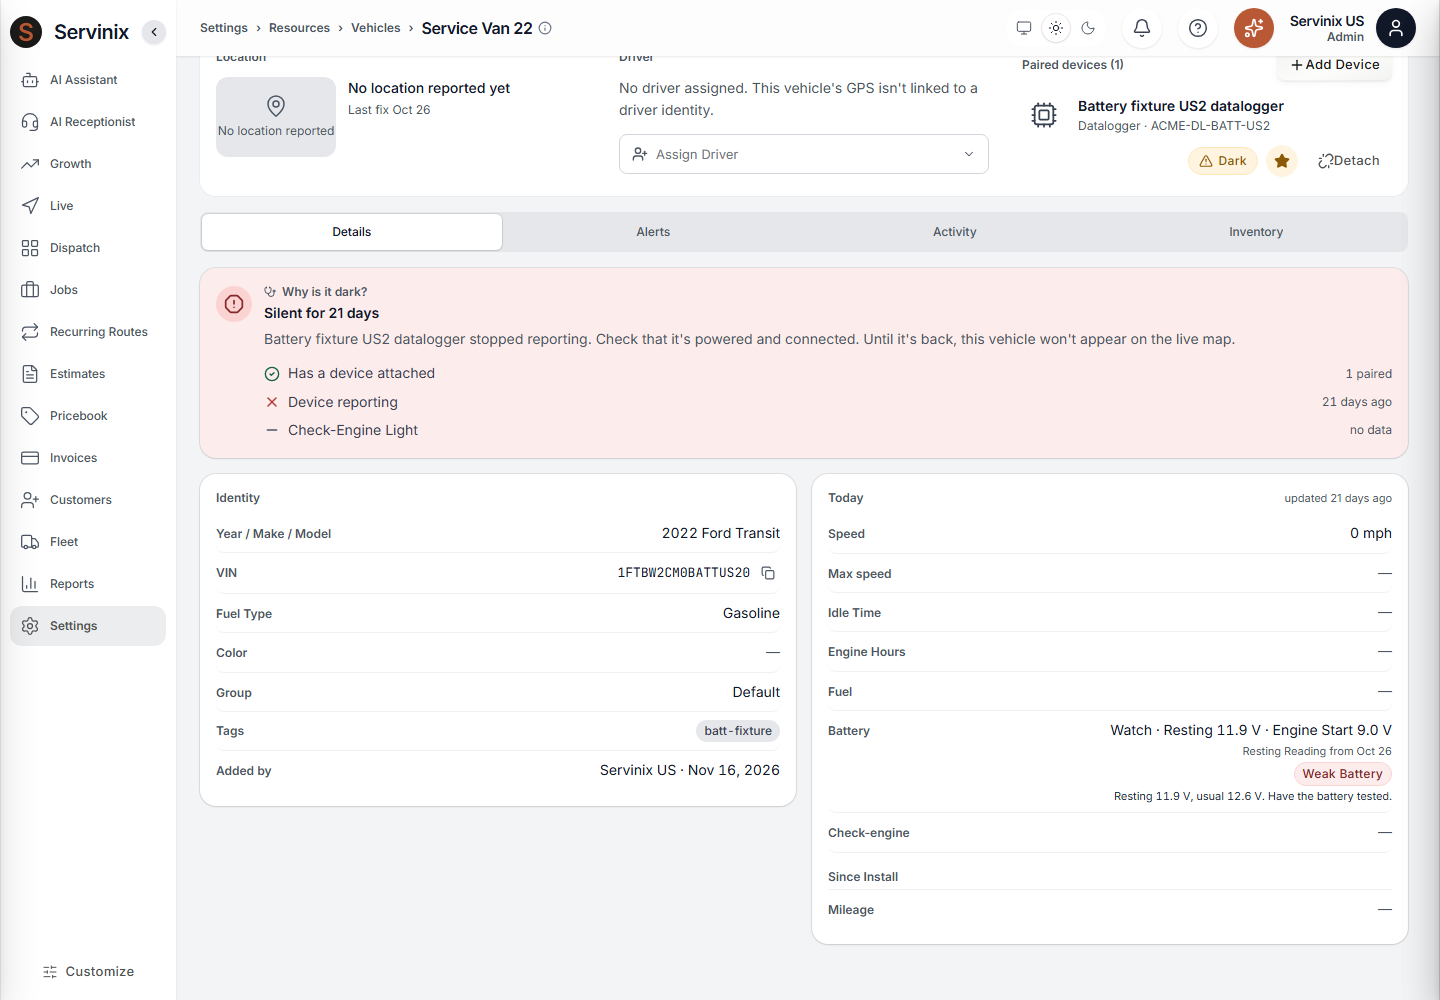 Servinix
Settings › Resources › Vehicles › Service Van 22
Servinix US
Admin
AI Assistant
AI Receptionist
Growth
Live
Dispatch
Jobs
Recurring Routes
Estimates
Pricebook
Invoices
Customers
Fleet
Reports
Settings
Customize
Location
No location reported
No location reported yet
Last fix Oct 26
Driver
No driver assigned. This vehicle's GPS isn't linked to a
driver identity.
Assign Driver
Paired devices (1)
Add Device
Battery fixture US2 datalogger
Datalogger · ACME-DL-BATT-US2
Dark
Detach
Details
Alerts
Activity
Inventory
Why is it dark?
Silent for 21 days
Battery fixture US2 datalogger stopped reporting. Check that it's powered and connected. Until it's back, this vehicle won't appear on the live map.
Has a device attached 1 paired
Device reporting 21 days ago
Check-Engine Light no data
Identity
Year / Make / Model 2022 Ford Transit
VIN 1FTBW2CM0BATTUS20
Fuel Type Gasoline
Color —
Group Default
Tags batt-fixture
Added by Servinix US · Nov 16, 2026
Today updated 21 days ago
Speed 0 mph
Max speed —
Idle Time —
Engine Hours —
Fuel —
Battery Watch · Resting 11.9 V · Engine Start 9.0 V
Resting Reading from Oct 26
Weak Battery
Resting 11.9 V, usual 12.6 V. Have the battery tested.
Check-engine —
Since Install
Mileage —